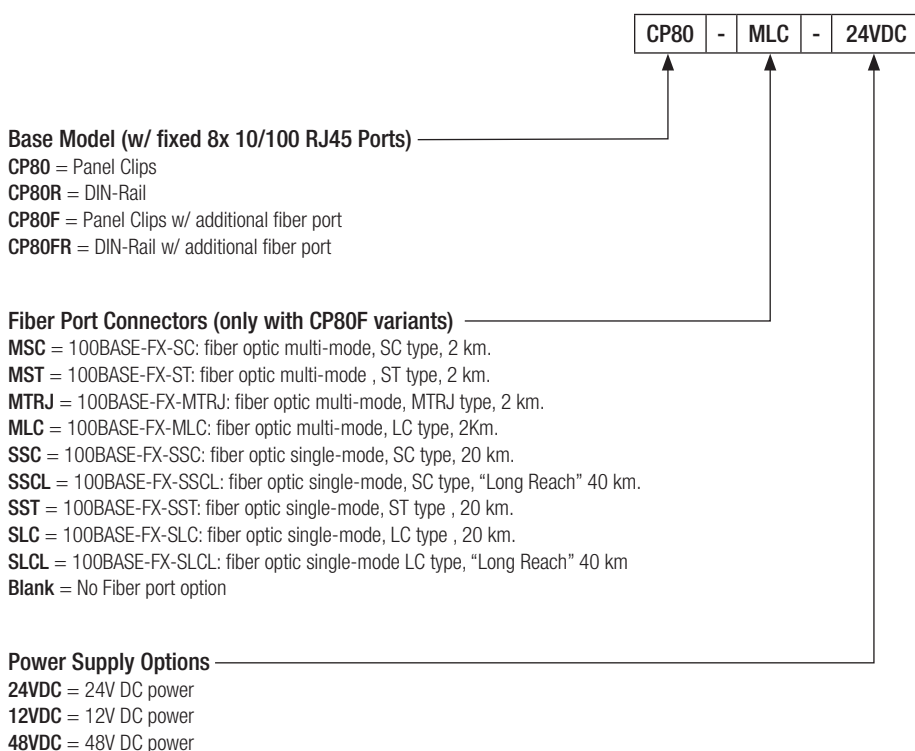 CP80 - MLC - 24VDC
Base Model (w/ fixed 8x 10/100 RJ45 Ports)
CP80 = Panel Clips
CP80R = DIN-Rail
CP80F = Panel Clips w/ additional fiber port
CP80FR = DIN-Rail w/ additional fiber port
Fiber Port Connectors (only with CP80F variants)
MSC = 100BASE-FX-SC: fiber optic multi-mode, SC type, 2 km.
MST = 100BASE-FX-ST: fiber optic multi-mode , ST type, 2 km.
MTRJ = 100BASE-FX-MTRJ: fiber optic multi-mode, MTRJ type, 2 km.
MLC = 100BASE-FX-MLC: fiber optic multi-mode, LC type, 2Km.
SSC = 100BASE-FX-SSC: fiber optic single-mode, SC type, 20 km.
SSCL = 100BASE-FX-SSCL: fiber optic single-mode, SC type, “Long Reach” 40 km.
SST = 100BASE-FX-SST: fiber optic single-mode, ST type , 20 km.
SLC = 100BASE-FX-SLC: fiber optic single-mode, LC type , 20 km.
SLCL = 100BASE-FX-SLCL: fiber optic single-mode LC type, “Long Reach” 40 km
Blank = No Fiber port option
Power Supply Options
24VDC = 24V DC power
12VDC = 12V DC power
48VDC = 48V DC power